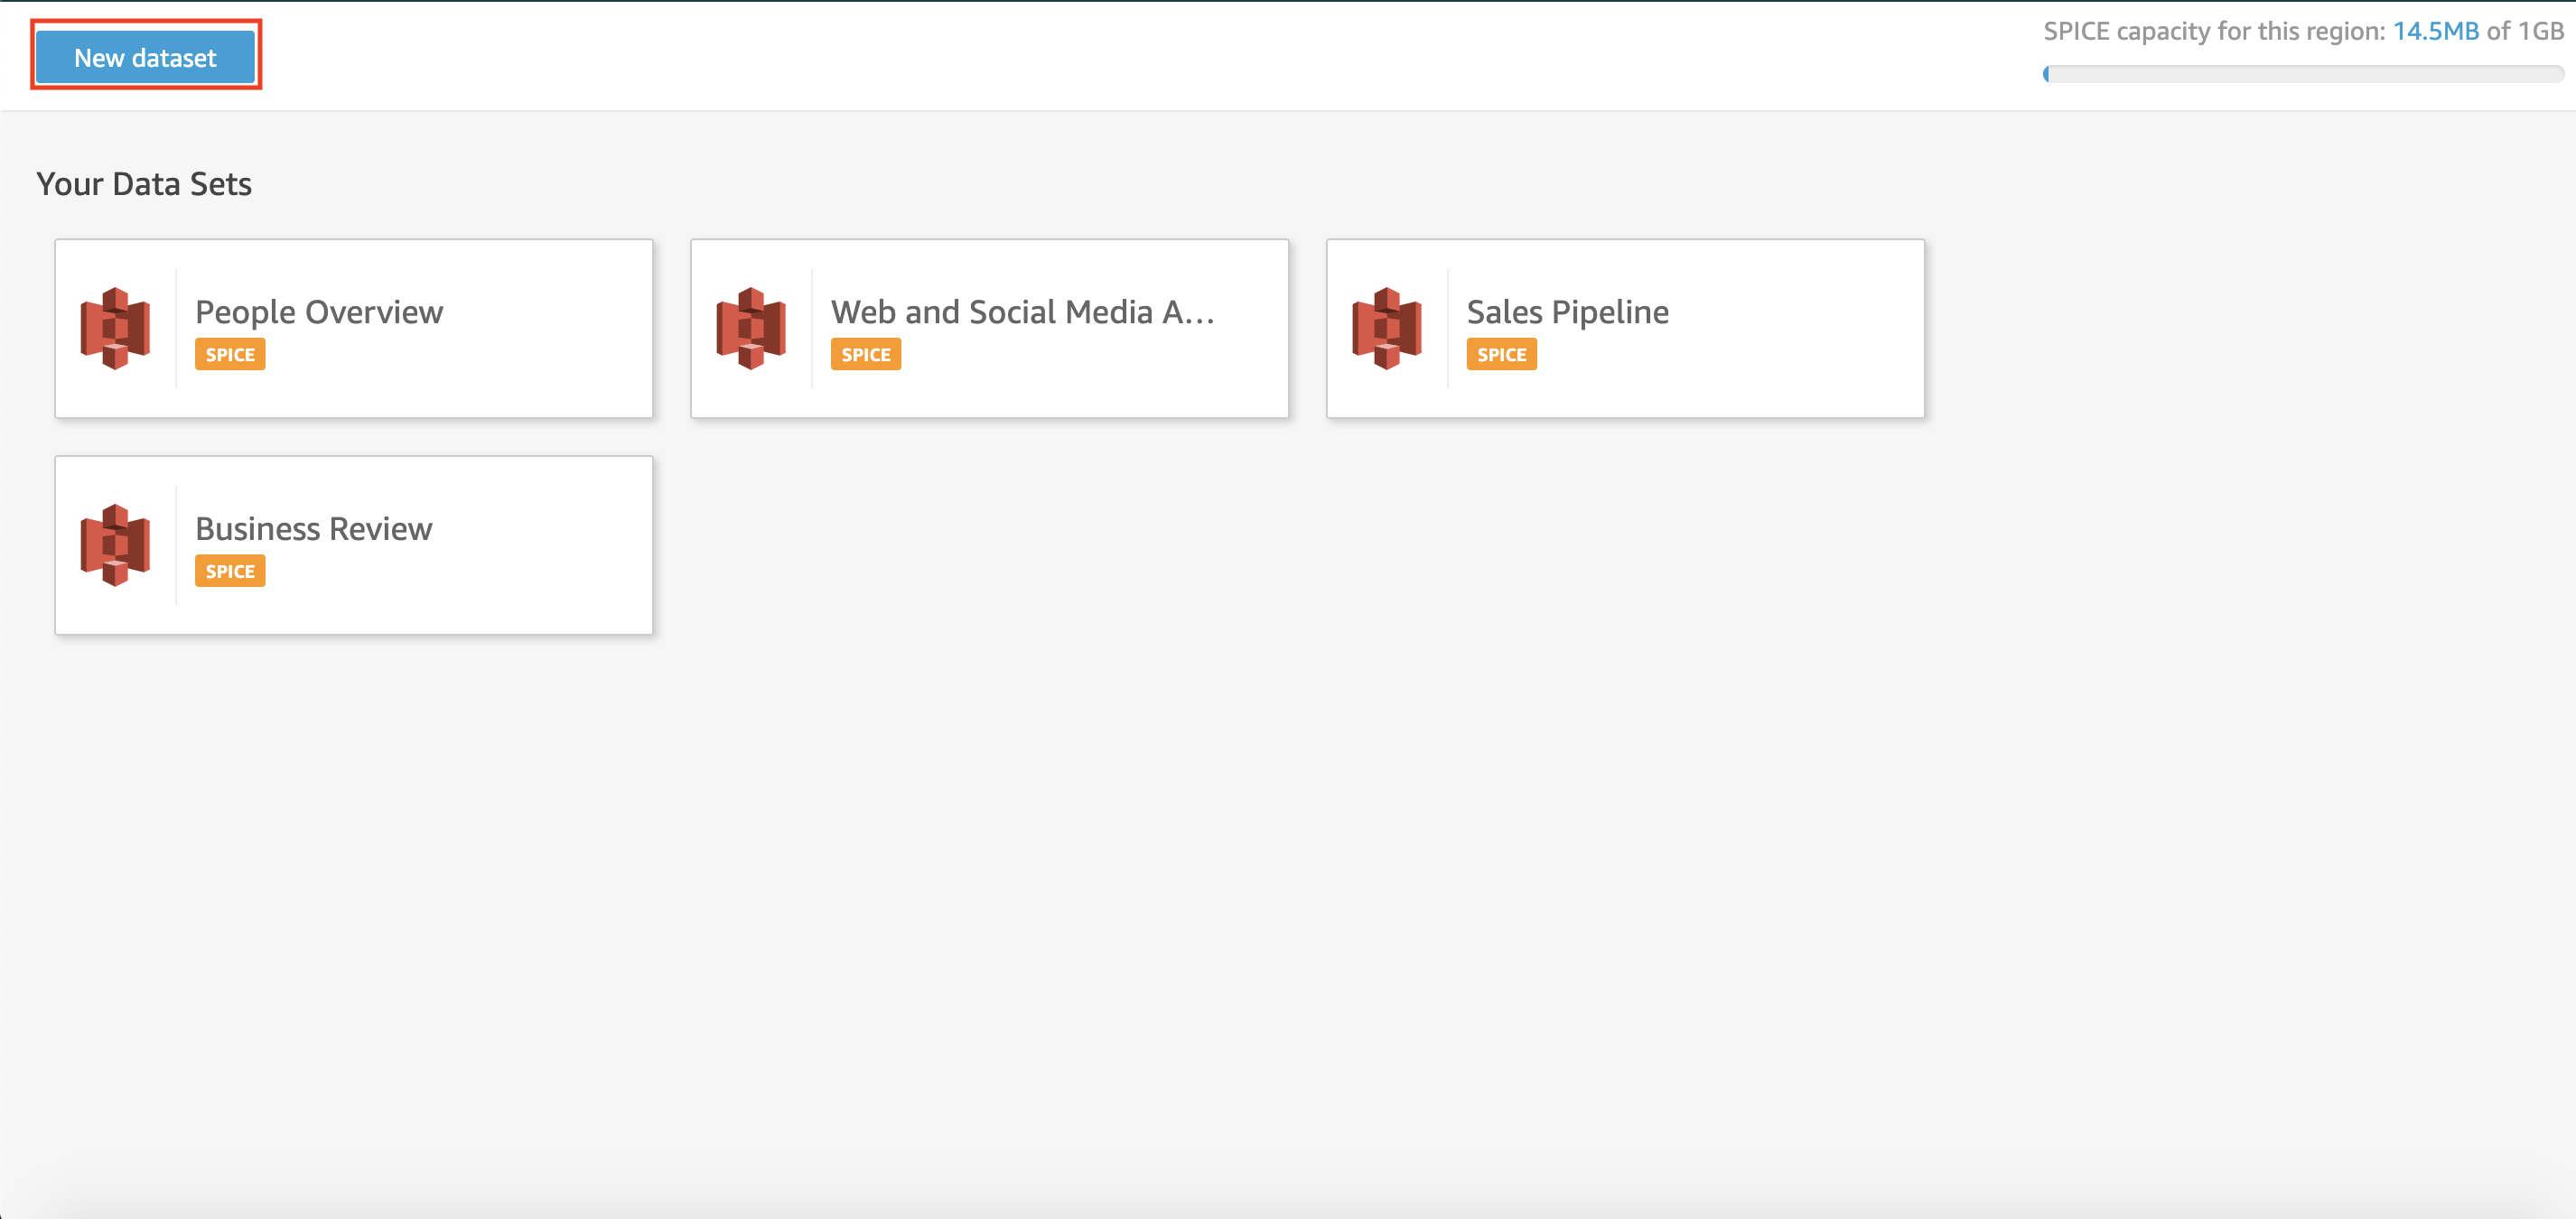 New dataset
SPICE capacity for this region: 14.5MB of 1GB
Your Data Sets
People Overview
SPICE
Web and Social Media A...
SPICE
Sales Pipeline
SPICE
Business Review
SPICE